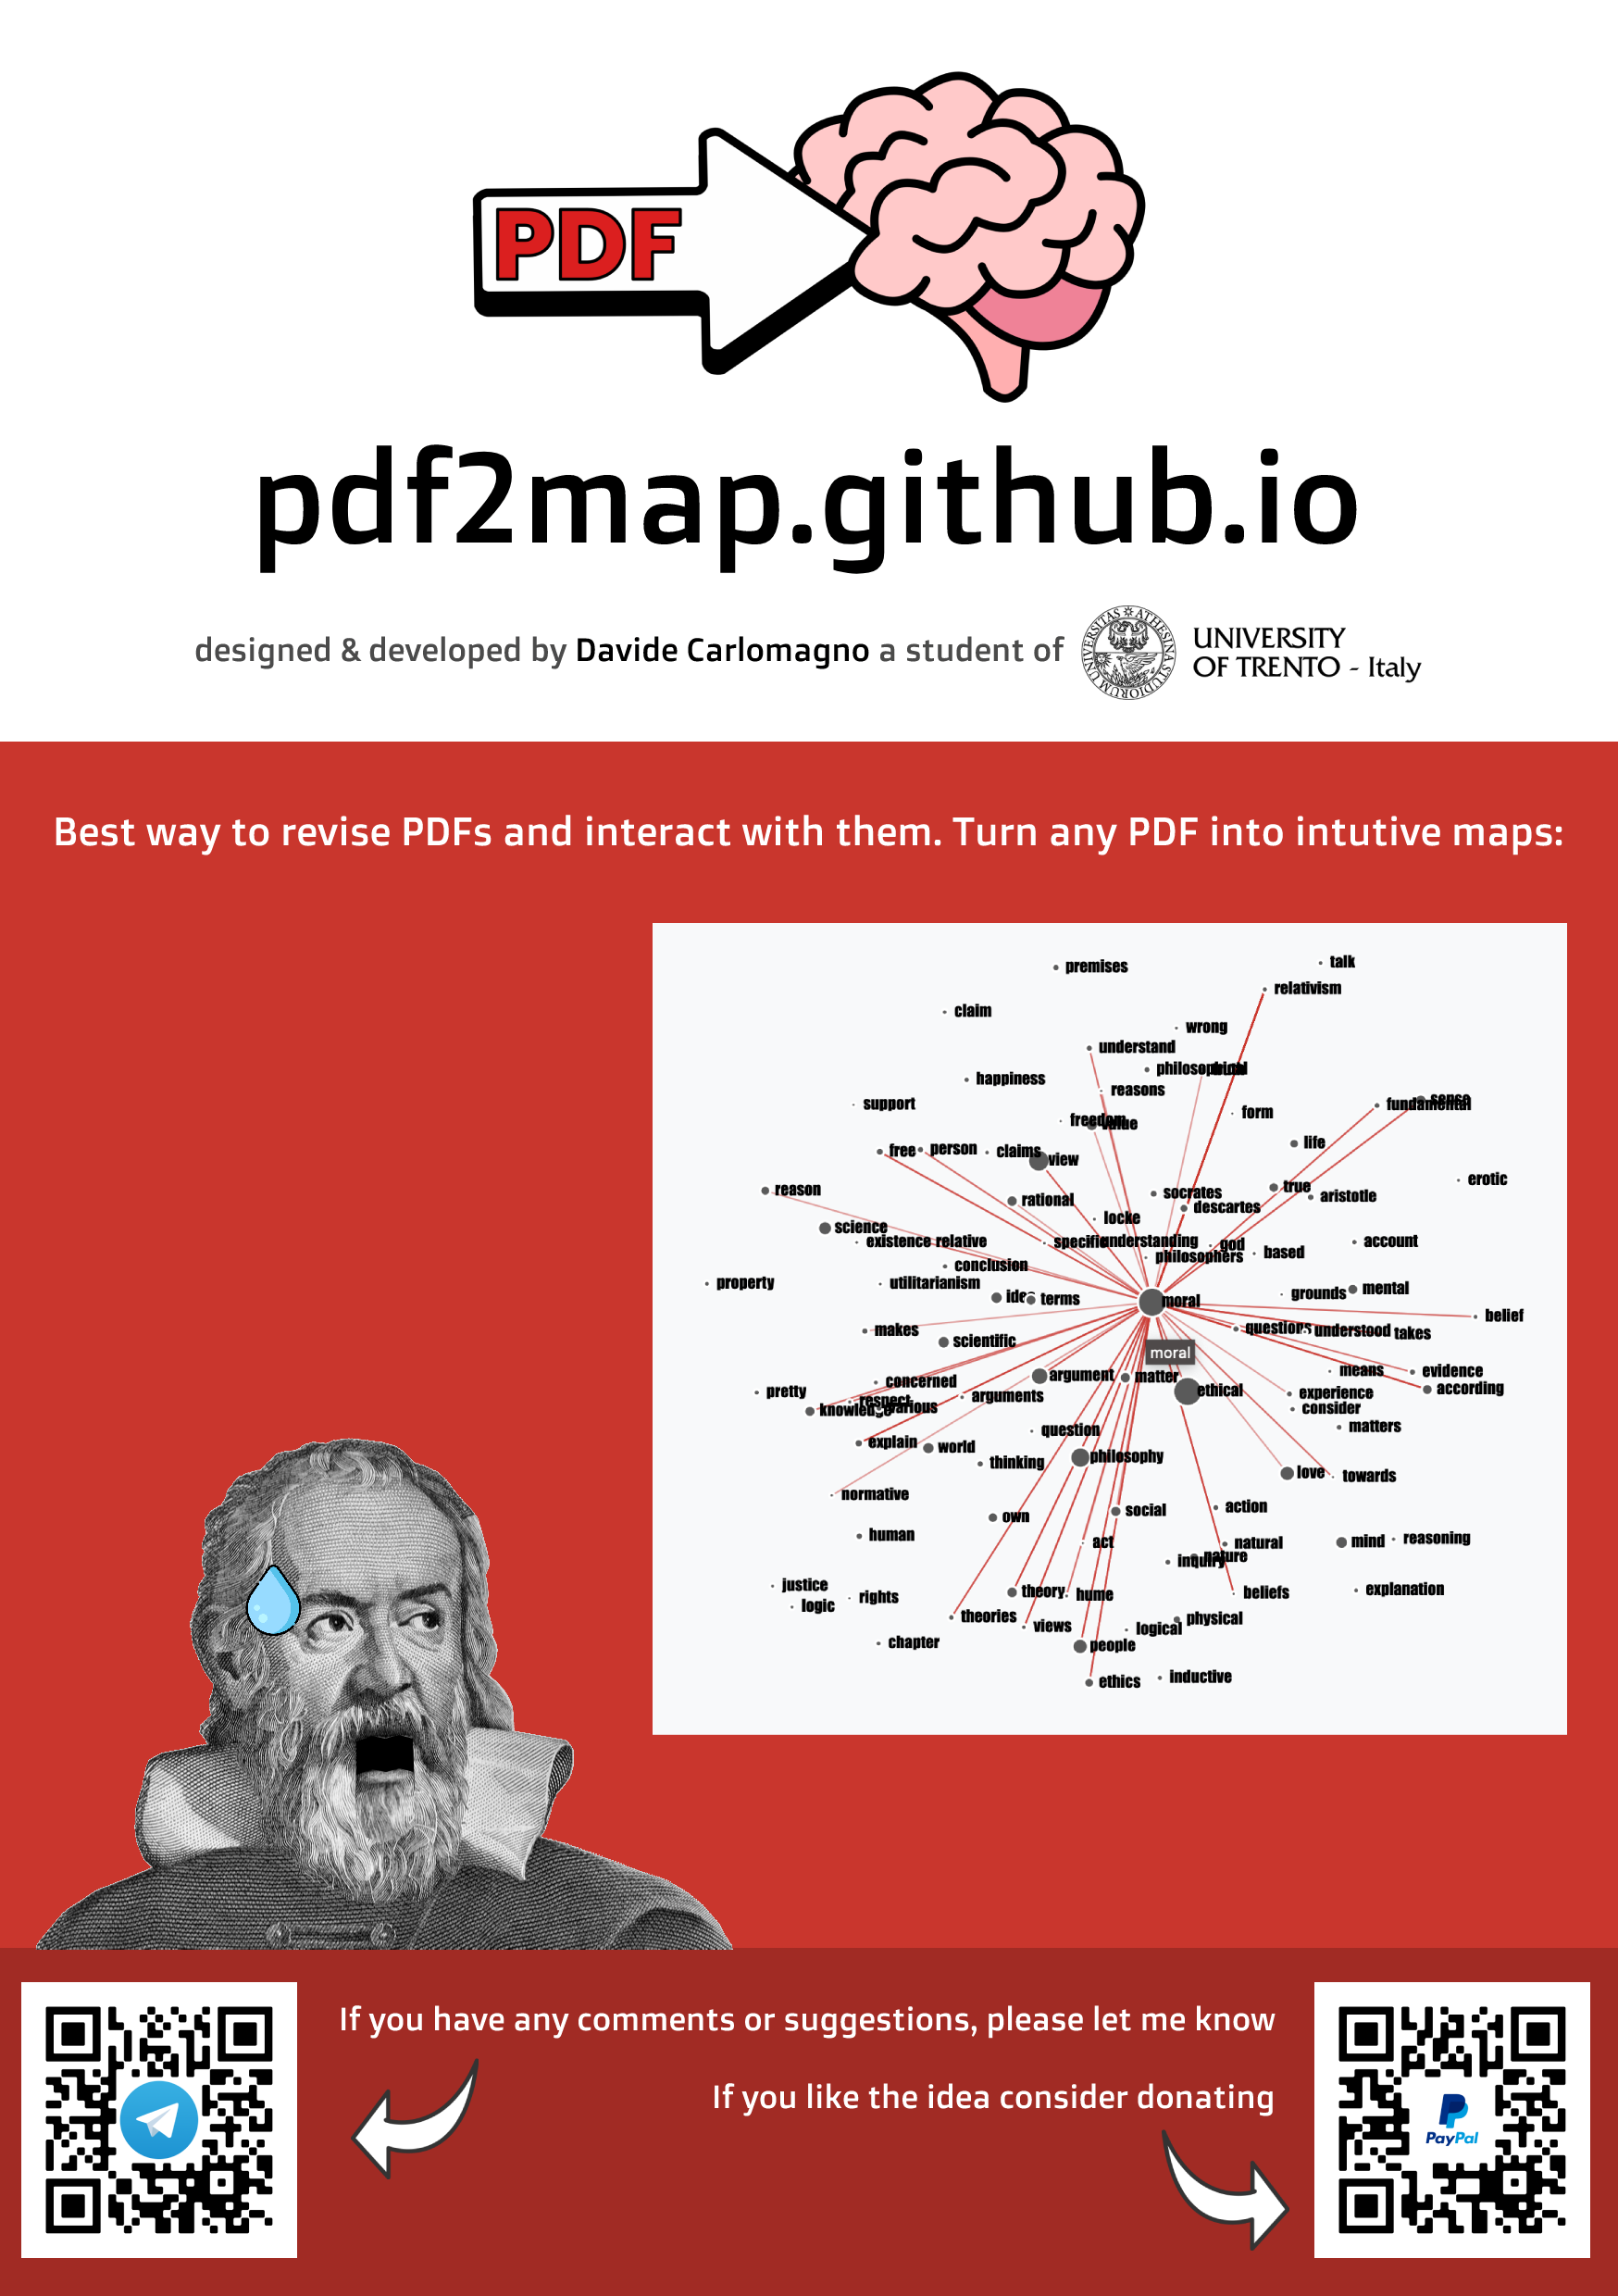 PDF
pdf2map.github.io
designed & developed by Davide Carlomagno a student of
UNIVERSITY
OF TRENTO - Italy
Best way to revise PDFs and interact with them. Turn any PDF into intutive maps:
talk
premises
relativism
claim
wrong
understand
philosophical
happiness
reasons
support
form
fundamental
sense
freedom
value
life
free
person
claims
view
erotic
reason
true
socrates
aristotle
rational
descartes
locke
science
existence
relative
specific
understanding
god
account
philosophers
based
conclusion
property
utilitarianism
mental
grounds
idea
terms
moral
belief
makes
questions
understood
takes
scientific
moral
means
evidence
argument
matter
concerned
according
pretty
ethical
experience
respect
arguments
consider
knowledge
various
matters
question
explain
world
philosophy
thinking
love
towards
normative
action
social
own
human
act
natural
mind
reasoning
inquiry
nature
justice
theory
hume
beliefs
explanation
rights
logic
theories
views
physical
logical
chapter
people
inductive
ethics
If you have any comments or suggestions, please let me know
If you like the idea consider donating
PayPal